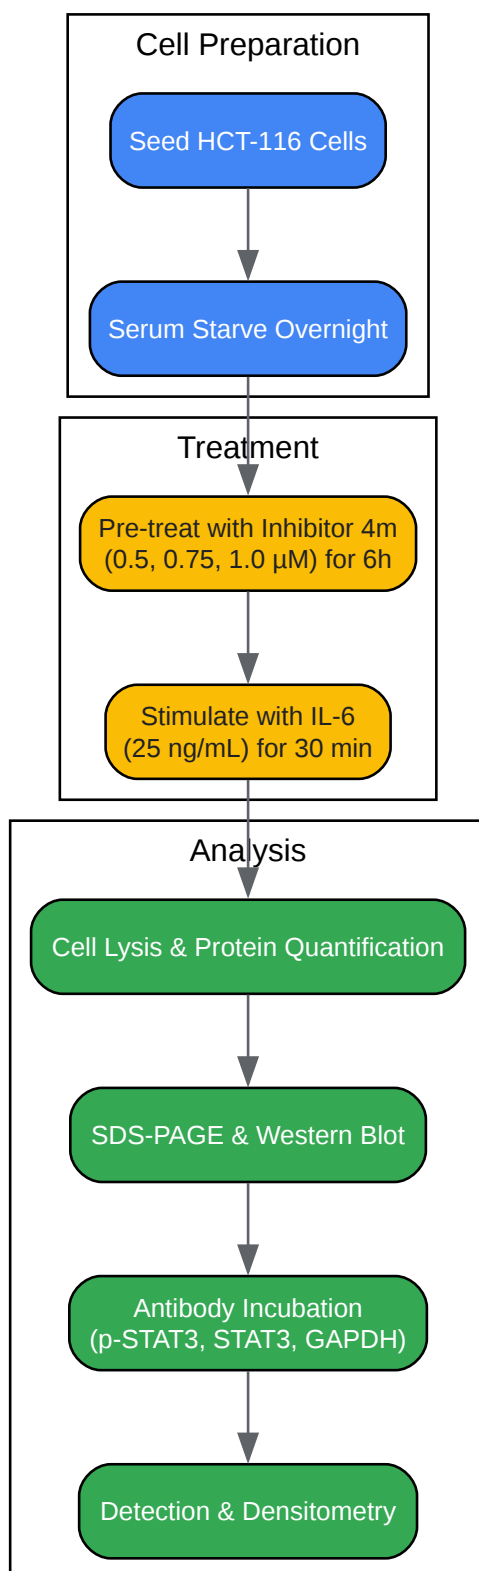 Cell Preparation
Seed HCT-116 Cells
Serum Starve Overnight
Treatment
Pre-treat with Inhibitor 4m
(0.5, 0.75, 1.0 µM) for 6h
Stimulate with IL-6
(25 ng/mL) for 30 min
Analysis
Cell Lysis & Protein Quantification
SDS-PAGE & Western Blot
Antibody Incubation
(p-STAT3, STAT3, GAPDH)
Detection & Densitometry